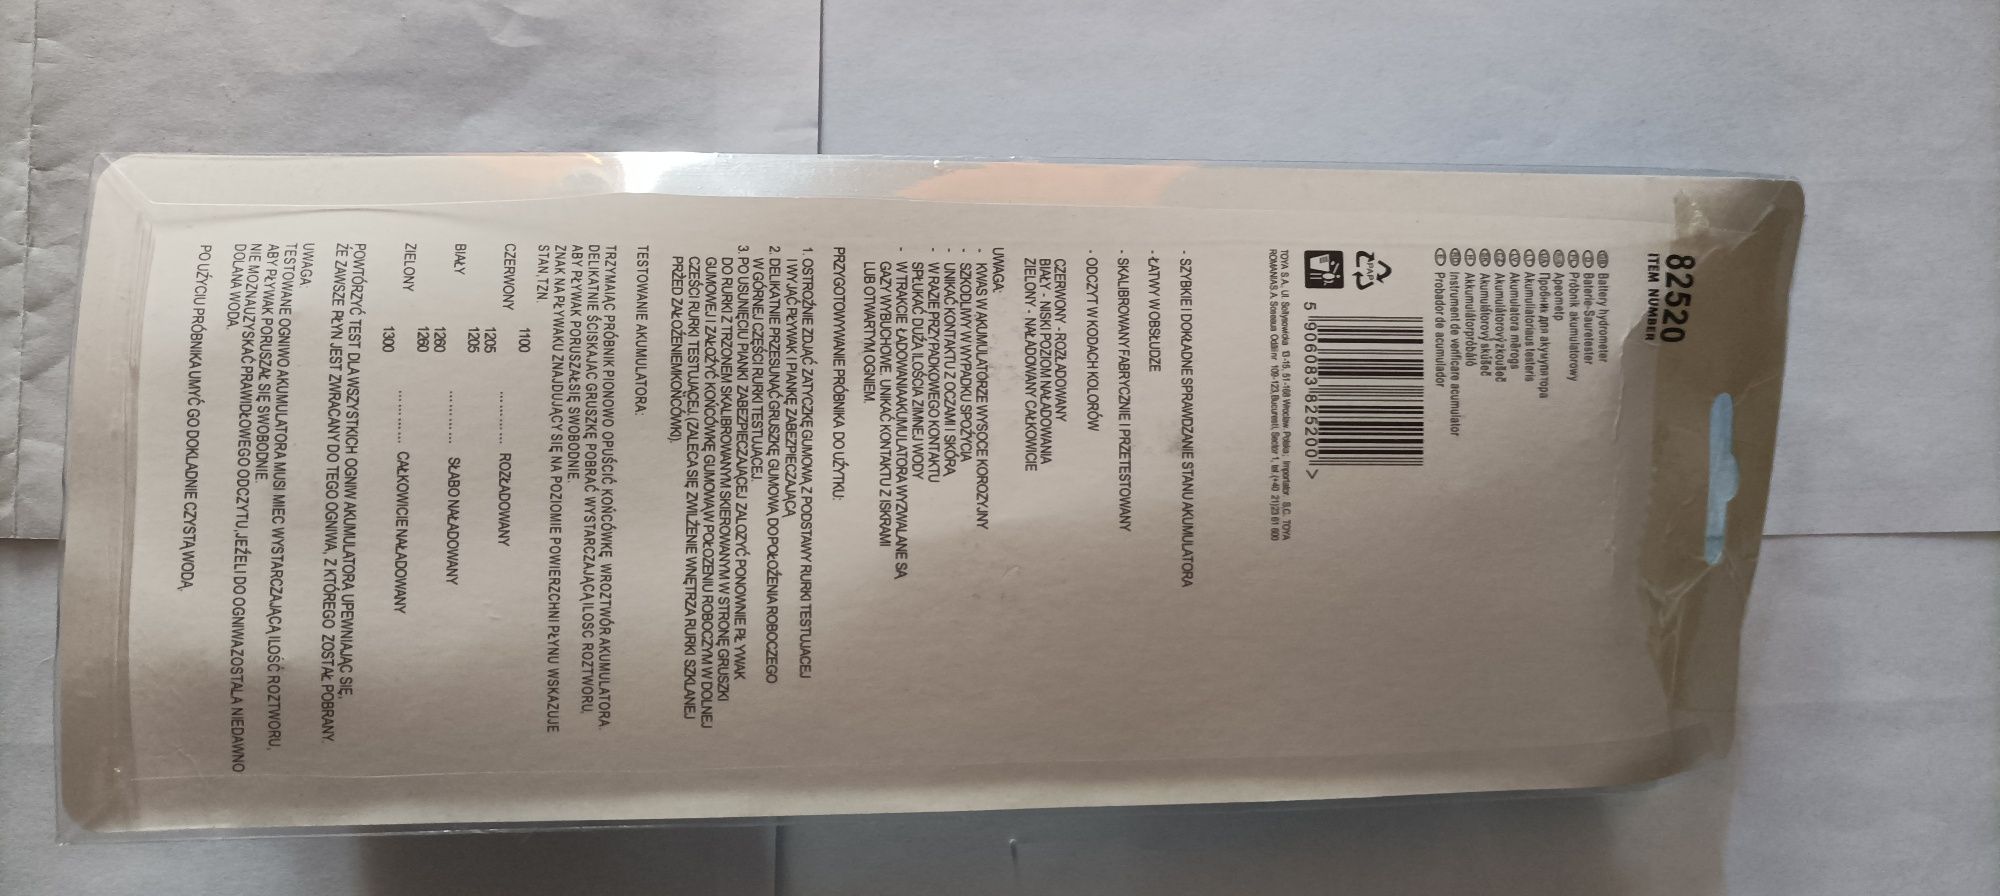 82520
ITEM NUMBER
Battery hydrometer
Baterie-Sauretester
Próbnik akumulatorowy
Ареометр
Пробник для акумулятора
Akumuliatoriaus testeris
Akumulatora mērogs
Akumulátorový zkoušeč
Akumulátorový skúšeč
Akkumulátorpróbáló
Instrument de verificare acumulator
Probador de acumulador
PAP
5 906083 825200 >
TOYA S.A. Ul. Sołtysowicka 13-15, 51-168 Wrocław Polska; Importator S.C. TOYA
ROMANIA S.A Soseaua Odăii nr 109-123, Bucuresti, Sector 1, tel (+40 21)23 61 600
- SZYBKIE I DOKŁADNE SPRAWDZANIE STANU AKUMULATORA
- ŁATWY W OBSŁUDZE
- SKALIBROWANY FABRYCZNIE I PRZETESTOWANY
- ODCZYT W KODACH KOLORÓW
CZERWONY - ROZŁADOWANY
BIAŁY - NISKI POZIOM NAŁADOWANIA
ZIELONY - NAŁADOWANY CAŁKOWICIE
UWAGA:
- KWAS W AKUMULATORZE WYSOCE KOROZYJNY
- SZKODLIWY W WYPADKU SPOŻYCIA
- UNIKAĆ KONTAKTU Z OCZAMI I SKÓRĄ
- W RAZIE PRZYPADKOWEGO KONTAKTU
SPŁUKAĆ DUŻĄ ILOŚCIĄ ZIMNEJ WODY
- W TRAKCIE ŁADOWANIA AKUMULATORA WYZWALANE SĄ
GAZY WYBUCHOWE. UNIKAĆ KONTAKTU Z ISKRAMI
LUB OTWARTYM OGNIEM.
PRZYGOTOWYWANIE PRÓBNIKA DO UŻYTKU:
1. OSTROŻNIE ZDJĄĆ ZATYCZKĘ GUMOWĄ Z PODSTAWY RURKI TESTUJACEJ
I WYJĄĆ PŁYWAK I PIANKĘ ZABEZPIECZAJĄCĄ
2. DELIKATNIE PRZESUNĄĆ GRUSZKĘ GUMOWĄ DO POŁOŻENIA ROBOCZEGO
W GÓRNEJ CZĘŚCI RURKI TESTUJĄCEJ.
3. PO USUNIĘCIU PIANKI ZABEZPIECZAJĄCEJ ZAŁOŻYĆ PONOWNIE PŁYWAK
DO RURKI Z TRZONEM SKALIBROWANYM SKIEROWANYM W STRONĘ GRUSZKI
GUMOWEJ I ZAŁOŻYĆ KOŃCÓWKĘ GUMOWĄ W POŁOŻENIU ROBOCZYM W DOLNEJ
CZĘŚCI RURKI TESTUJĄCEJ. (ZALECA SIĘ ZWILŻENIE WNĘTRZA RURKI SZKLANEJ
PRZED ZAŁOŻENIEM KOŃCÓWKI).
TESTOWANIE AKUMULATORA:
TRZYMAJĄC PRÓBNIK PIONOWO OPUŚCIĆ KOŃCÓWKĘ W ROZTWÓR AKUMULATORA.
DELIKATNIE ŚCISKAJĄC GRUSZKĘ POBRAĆ WYSTARCZAJĄCĄ ILOSC ROZTWORU,
ABY PŁYWAK PORUSZAŁ SIĘ SWOBODNIE.
ZNAK NA PŁYWAKU ZNAJDUJĄCY SIĘ NA POZIOMIE POWIERZCHNI PŁYNU WSKAZUJE
STAN, TZN.
1100
CZERWONY 1205 ............ ROZŁADOWANY
1205
BIAŁY 1260 ............ SŁABO NAŁADOWANY
1260
ZIELONY 1300 ............ CAŁKOWICIE NAŁADOWANY
POWTÓRZYĆ TEST DLA WSZYSTKICH OGNIW AKUMULATORA, UPEWNIAJĄC SIĘ,
ŻE ZAWSZE PŁYN JEST ZWRACANY DO TEGO OGNIWA, Z KTÓREGO ZOSTAŁ POBRANY.
UWAGA:
TESTOWANE OGNIWO AKUMULATORA MUSI MIEC WYSTARCZAJĄCĄ ILOŚĆ ROZTWORU,
ABY PŁYWAK PORUSZAŁ SIĘ SWOBODNIE.
NIE MOŻNA UZYSKAĆ PRAWIDŁOWEGO ODCZYTU, JEŻELI DO OGNIWA ZOSTAŁA NIEDAWNO
DOLANA WODA.
PO UŻYCIU PRÓBNIKA UMYĆ GO DOKŁADNIE CZYSTĄ WODĄ.